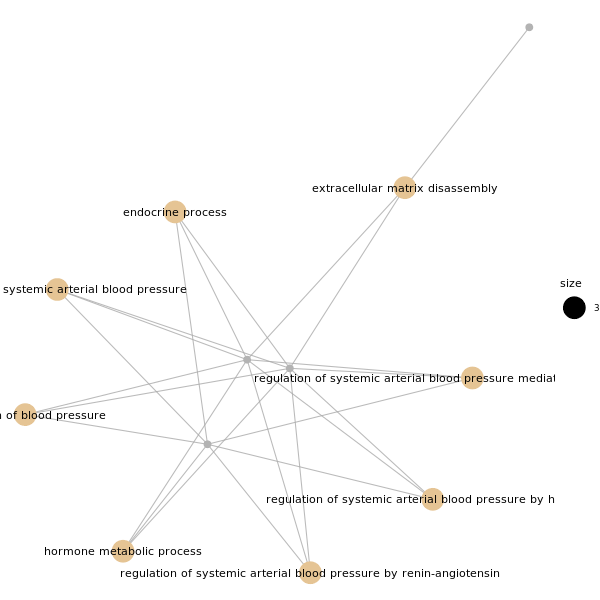 extracellular matrix disassembly
endocrine process
size
systemic arterial blood pressure
3
regulation of systemic arterial blood pressure
of blood pressure
regulation of systemic arterial blood pressure by
hormone metabolic process
regulation of systemic arterial blood pressure by renin-angiotensin